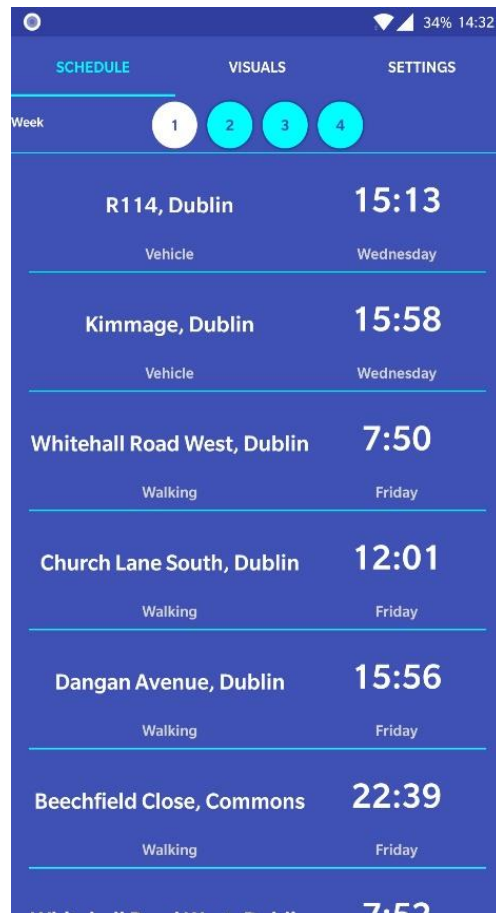 34% 14:32
SCHEDULE VISUALS SETTINGS
Week 1 2 3 4
R114, Dublin 15:13
Vehicle Wednesday
Kimmage, Dublin 15:58
Vehicle Wednesday
Whitehall Road West, Dublin 7:50
Walking Friday
Church Lane South, Dublin 12:01
Walking Friday
Dangan Avenue, Dublin 15:56
Walking Friday
Beechfield Close, Commons 22:39
Walking Friday
7:52